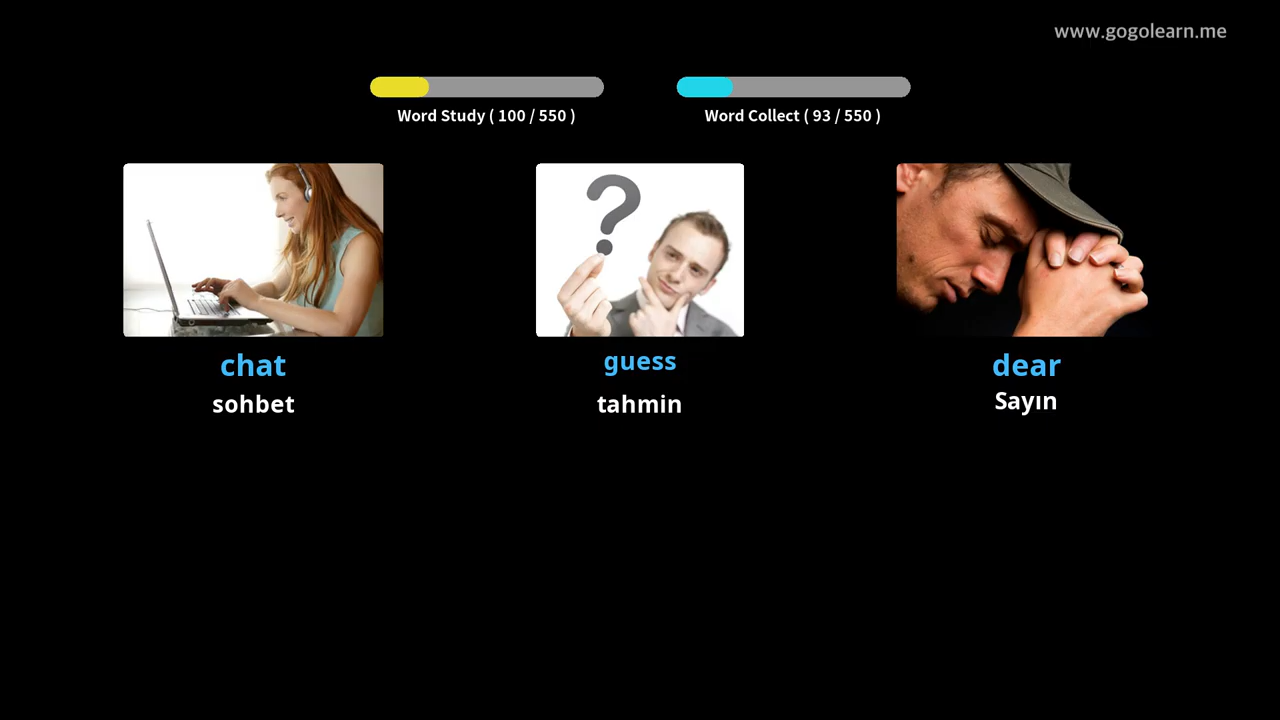 www.gogolearn.me
Word Study ( 100 / 550 )
Word Collect ( 93 / 550 )
chat
sohbet
guess
tahmin
dear
Sayın